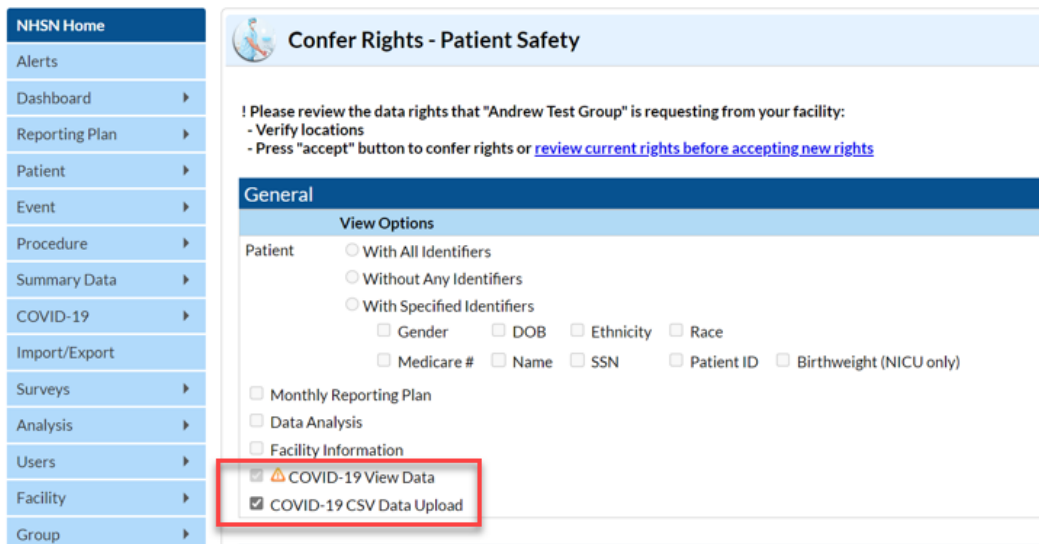 NHSN Home
Alerts
Dashboard
Reporting Plan
Patient
Event
Procedure
Summary Data
COVID-19
Import/Export
Surveys
Analysis
Users
Facility
Group
Confer Rights - Patient Safety
! Please review the data rights that "Andrew Test Group" is requesting from your facility:
- Verify locations
- Press "accept" button to confer rights or review current rights before accepting new rights
General
View Options
Patient With All Identifiers
Without Any Identifiers
With Specified Identifiers
Gender DOB Ethnicity Race
Medicare # Name SSN Patient ID Birthweight (NICU only)
Monthly Reporting Plan
Data Analysis
Facility Information
COVID-19 View Data
COVID-19 CSV Data Upload